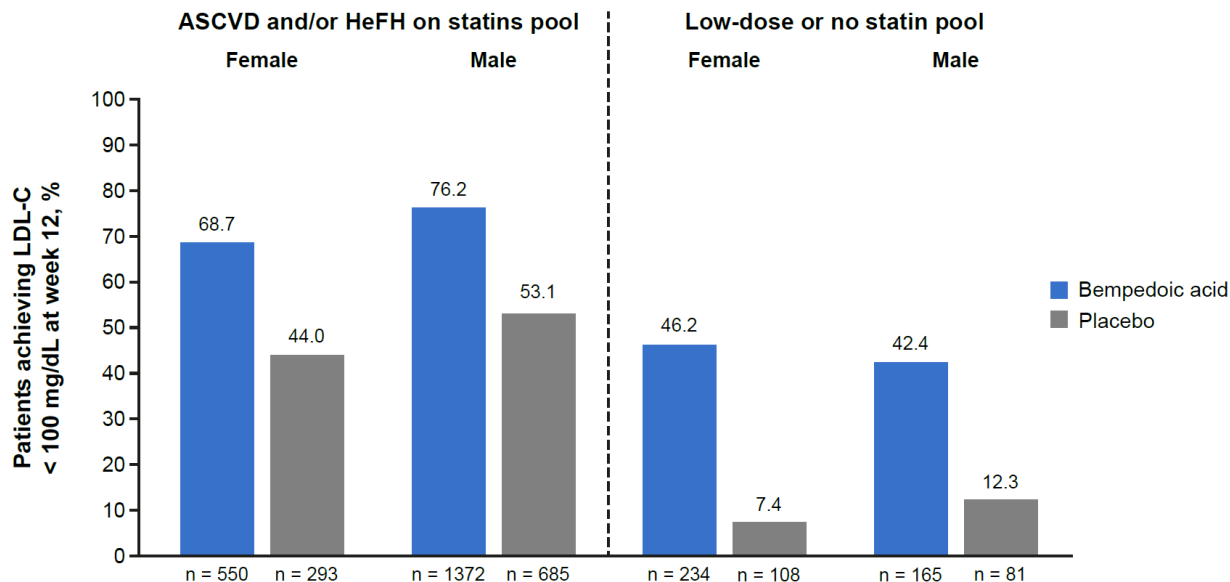 ASCVD and/or HeFH on statins pool
Low-dose or no statin pool
Female
Male
Female
Male
Patients achieving LDL-C
< 100 mg/dL at week 12, %
100
90
80
70
60
50
40
30
20
10
0
68.7
44.0
76.2
53.1
46.2
7.4
42.4
12.3
n = 550
n = 293
n = 1372
n = 685
n = 234
n = 108
n = 165
n = 81
Bempedoic acid
Placebo